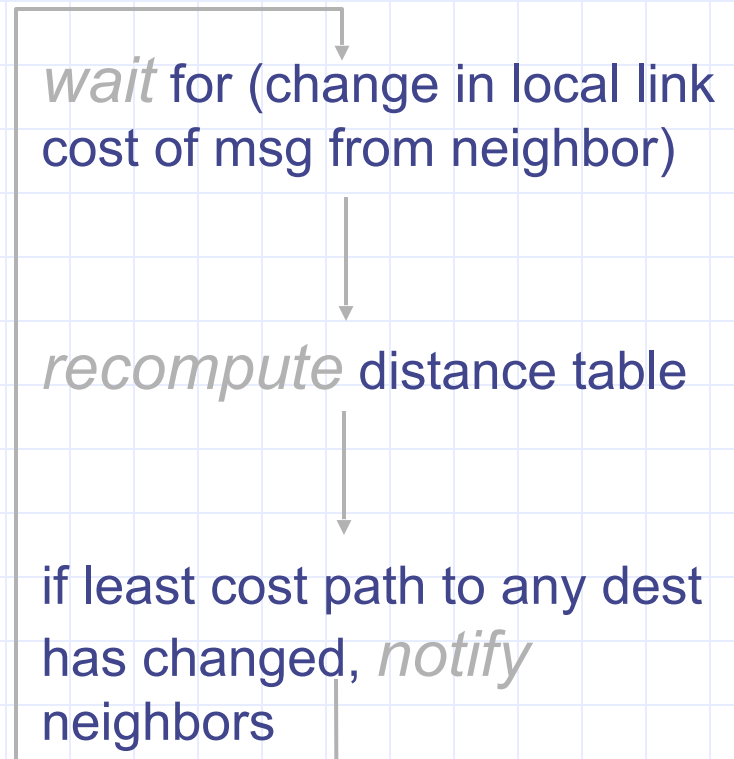 wait for (change in local link
cost of msg from neighbor)
recompute distance table
if least cost path to any dest
has changed, notify
neighbors